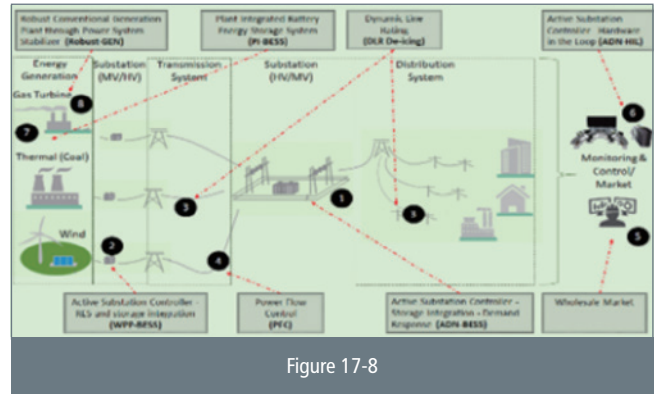 Robust Conventional Generation
Plant through Power System
Stabilizer (Robust-GEN)
Plant Integrated Battery
Energy Storage System
(PI-BESS)
Dynamic Line
Rating
(DLR De-icing)
Active Substation
Controller Hardware
in the Loop (ADN-HIL)
Energy
Generation
Substation
(MV/HV)
Transmission
System
Substation
(HV/MV)
Distribution
System
Gas Turbine
8
7
6
Thermal (Coal)
Monitoring &
Control/
Market
1
3
3
5
Wind
2
4
Active Substation Controller -
RES and storage integration
(WPP-BESS)
Power Flow
Control
(PFC)
Active Substation Controller -
Storage Integration - Demand
Response (ADN-BESS)
Wholesale Market
Figure 17-8